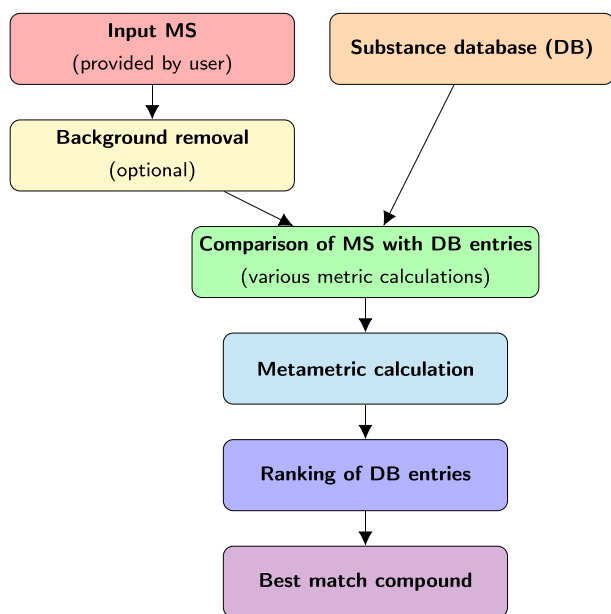 Input MS
(provided by user)
Substance database (DB)
Background removal
(optional)
Comparison of MS with DB entries
(various metric calculations)
Metametric calculation
Ranking of DB entries
Best match compound